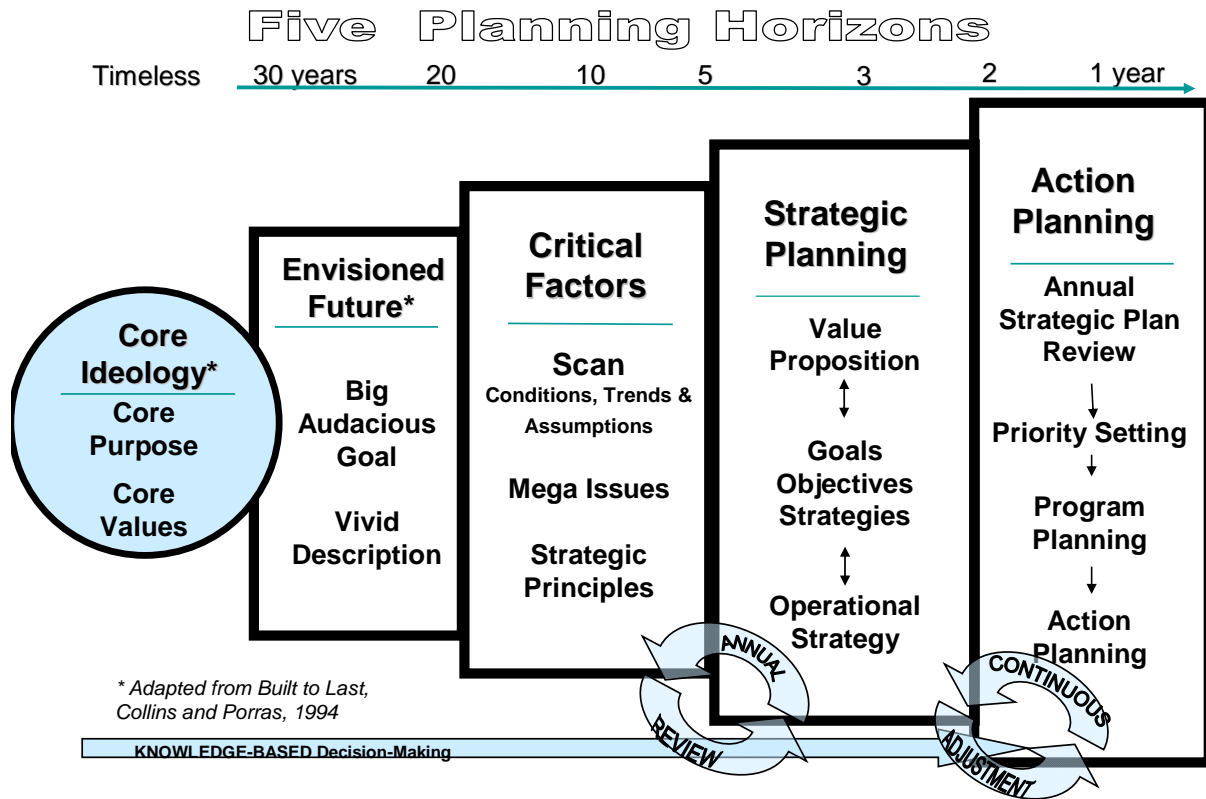 Five Planning Horizons
Timeless 30 years 20 10 5 3 2 1 year
Core
Ideology*
Core
Purpose
Core
Values
Envisioned
Future*
Big
Audacious
Goal
Vivid
Description
Critical
Factors
Scan
Conditions, Trends &
Assumptions
Mega Issues
Strategic
Principles
Strategic
Planning
Value
Proposition
Goals
Objectives
Strategies
Operational
Strategy
Action
Planning
Annual
Strategic Plan
Review
Priority Setting
Program
Planning
Action
Planning
ANNUAL
REVIEW
CONTINUOUS
ADJUSTMENT
* Adapted from Built to Last,
Collins and Porras, 1994
KNOWLEDGE-BASED Decision-Making